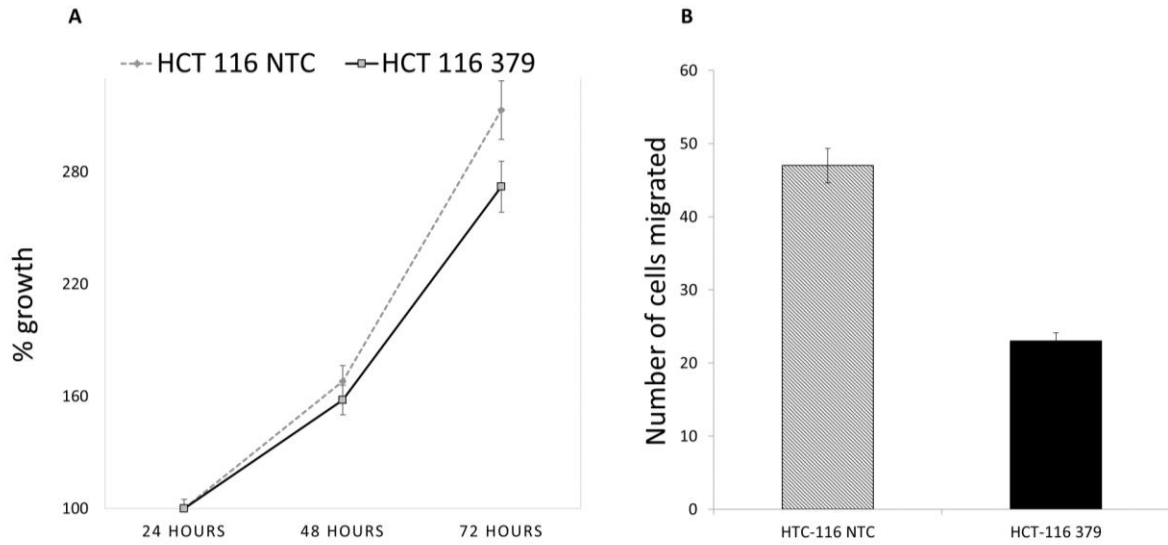 A
HCT 116 NTC HCT 116 379
280
220
160
100
% growth
24 HOURS 48 HOURS 72 HOURS
B
60
50
40
30
20
10
0
Number of cells migrated
HTC-116 NTC HCT-116 379